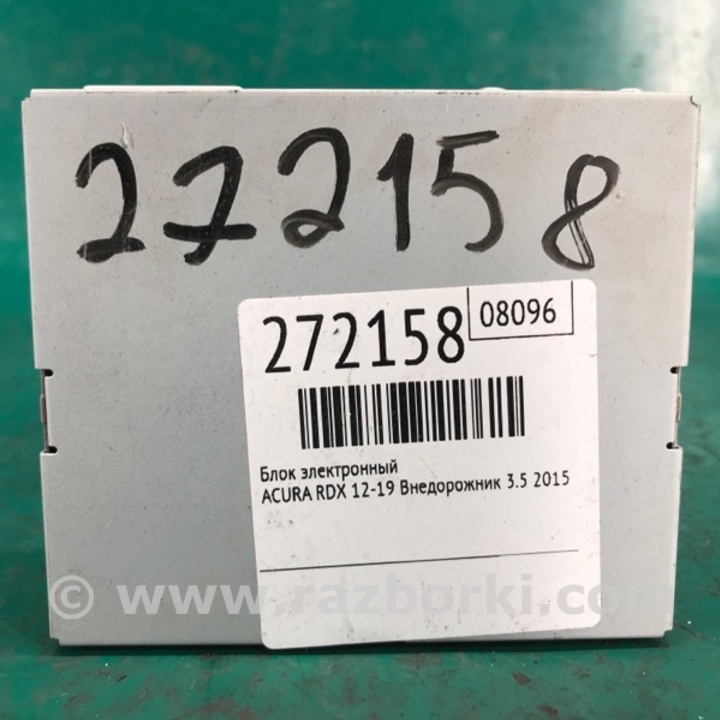 272158
272158
08096
Блок электронный
ACURA RDX 12-19 Внедорожник 3.5 2015
© www.razborki.com